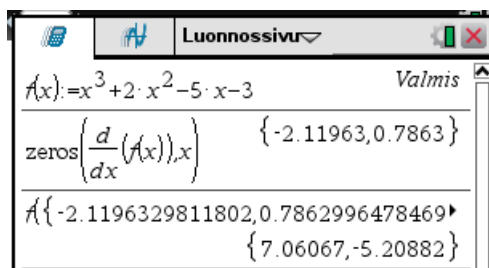 Luonnossivu
f(x):=x^3+2·x^2-5·x-3
Valmis
zeros(d/dx(f(x)),x)
{-2.11963,0.7863}
f({-2.1196329811802,0.7862996478469▸
{7.06067,-5.20882}